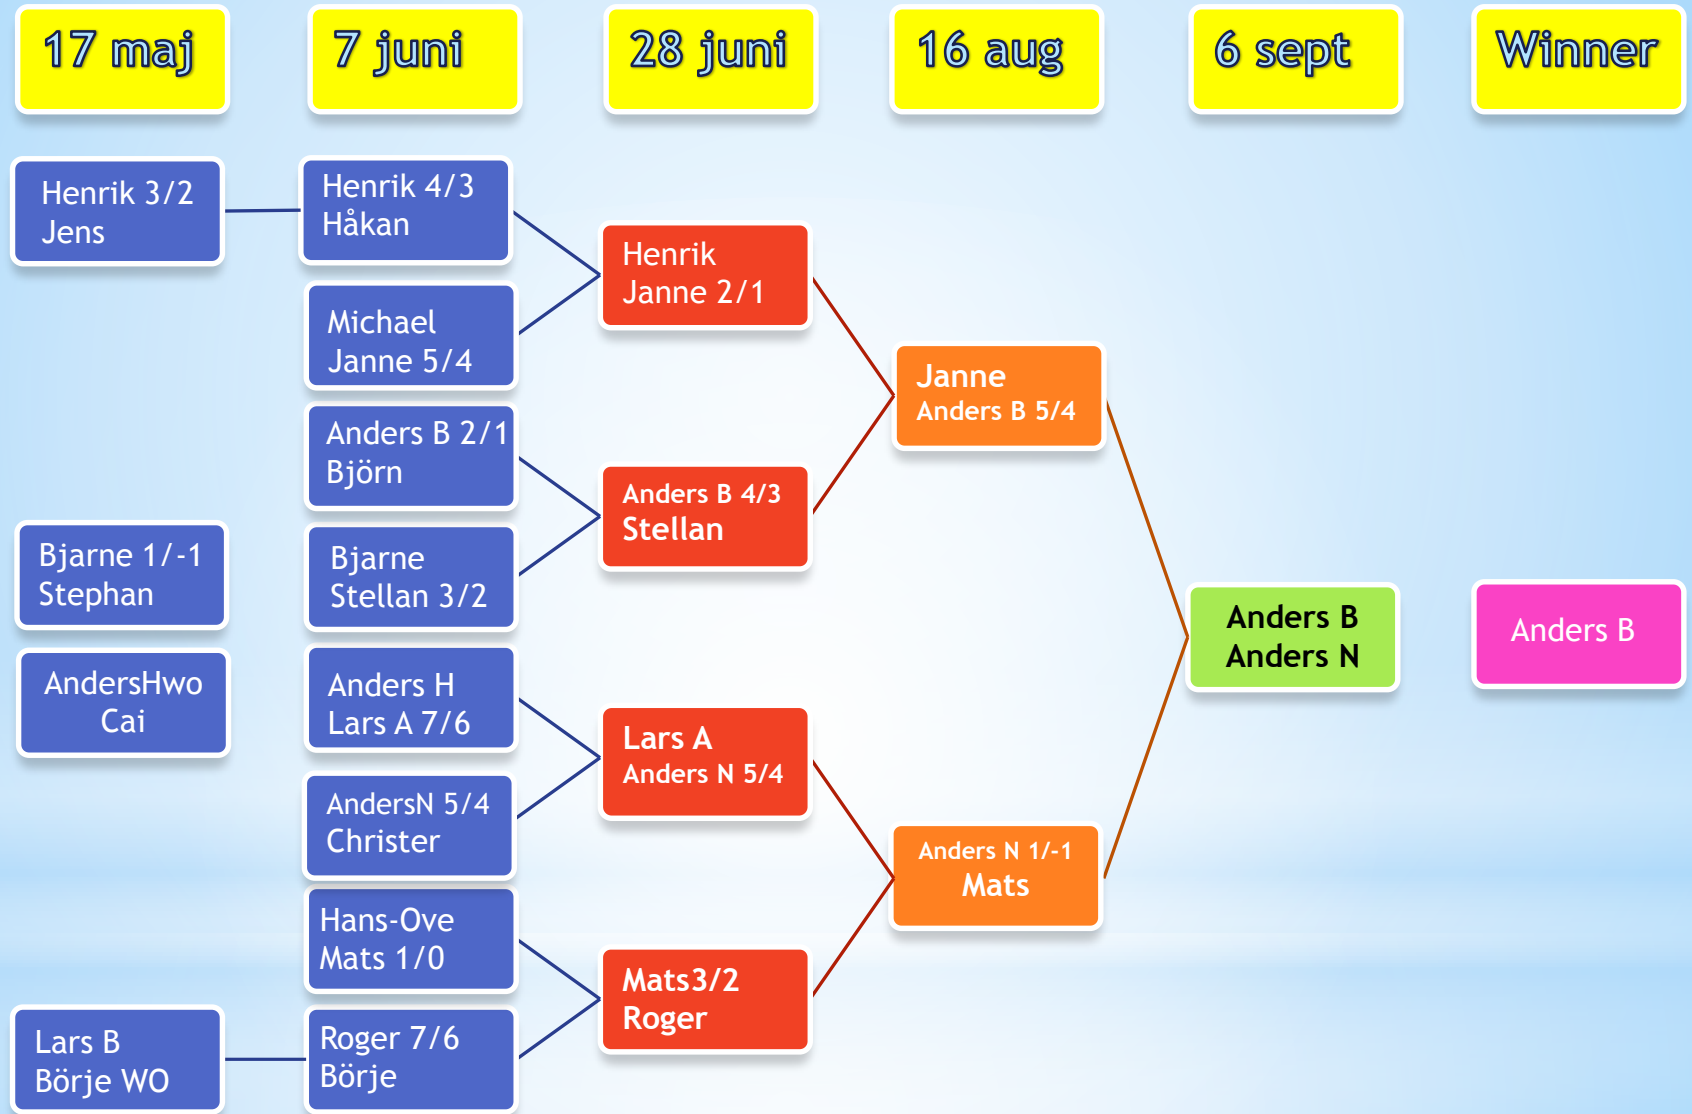 17 maj
7 juni
28 juni
16 aug
6 sept
Winner
Henrik 3/2
Jens
Bjarne 1/-1
Stephan
AndersHwo
Cai
Lars B
Börje WO
Henrik 4/3
Håkan
Michael
Janne 5/4
Anders B 2/1
Björn
Bjarne
Stellan 3/2
Anders H
Lars A 7/6
AndersN 5/4
Christer
Hans-Ove
Mats 1/0
Roger 7/6
Börje
Henrik
Janne 2/1
Anders B 4/3
Stellan
Lars A
Anders N 5/4
Mats3/2
Roger
Janne
Anders B 5/4
Anders N 1/-1
Mats
Anders B
Anders N
Anders B